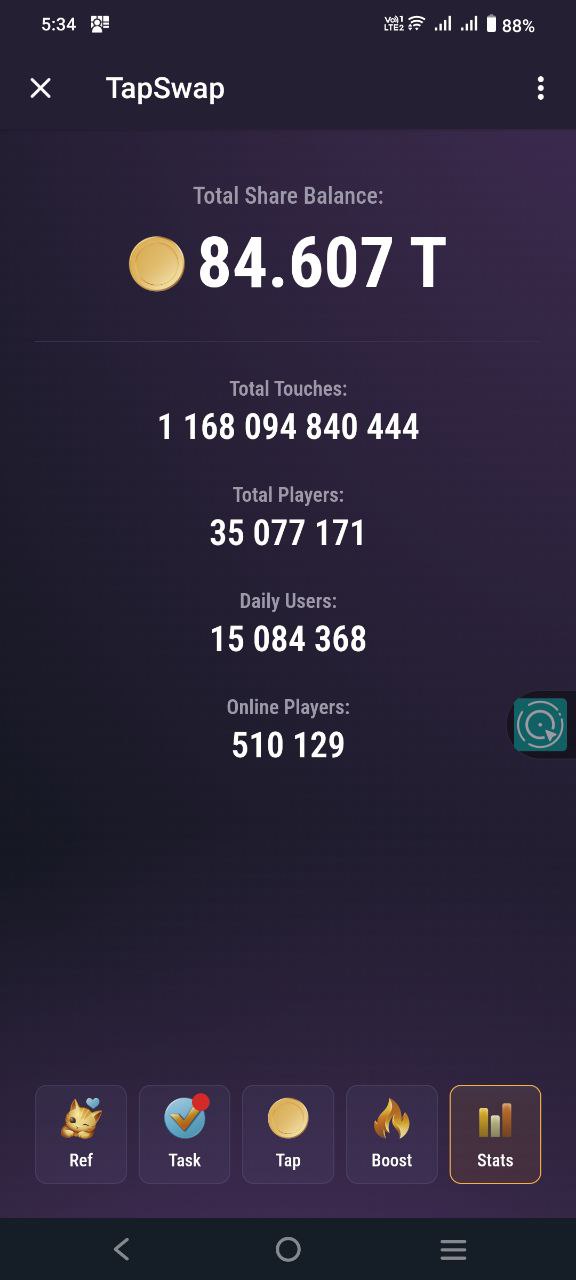 5:34
Vo)) 1
LTE2
88%
TapSwap
Total Share Balance:
84.607 T
Total Touches:
1 168 094 840 444
Total Players:
35 077 171
Daily Users:
15 084 368
Online Players:
510 129
Ref
Task
Tap
Boost
Stats